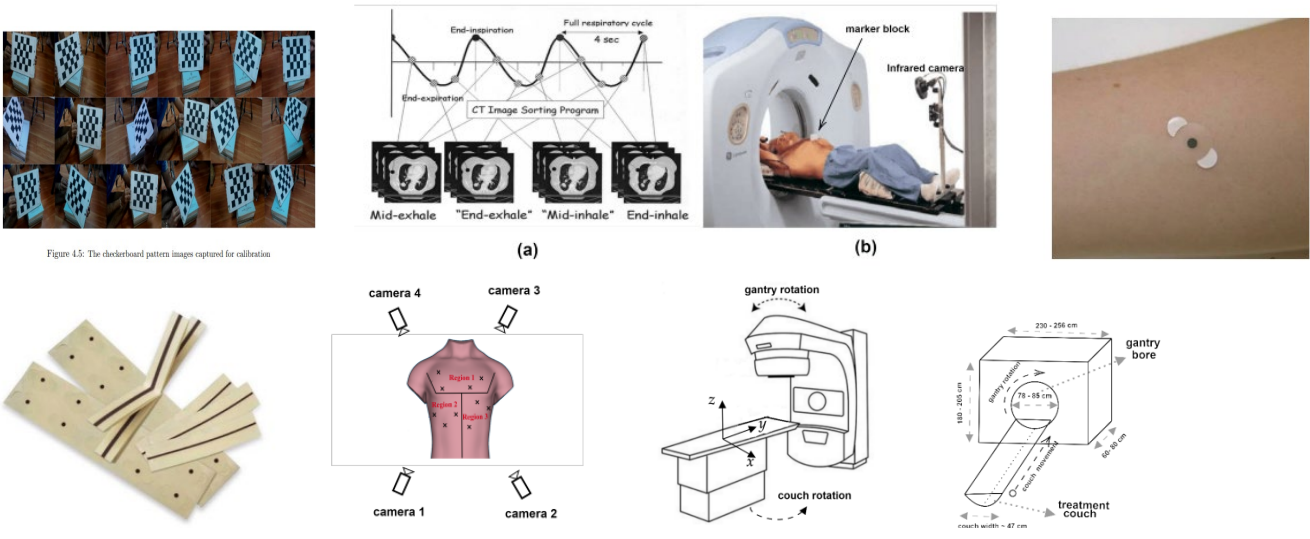 End-inspiration
Full respiratory cycle
4 sec
End-expiration
CT Image Sorting Program
Mid-exhale
"End-exhale"
"Mid-inhale"
End-inhale
(a)
marker block
Infrared camera
(b)
Figure 4.5: The checkerboard pattern images captured for calibration
camera 4
camera 3
Region 1
Region 2
Region 3
camera 1
camera 2
gantry rotation
z
y
x
couch rotation
230 - 256 cm
gantry
bore
gantry rotation
180 - 205 cm
78 - 85 cm
60- 80 cm
couch movement
treatment
couch
couch width ~ 47 cm